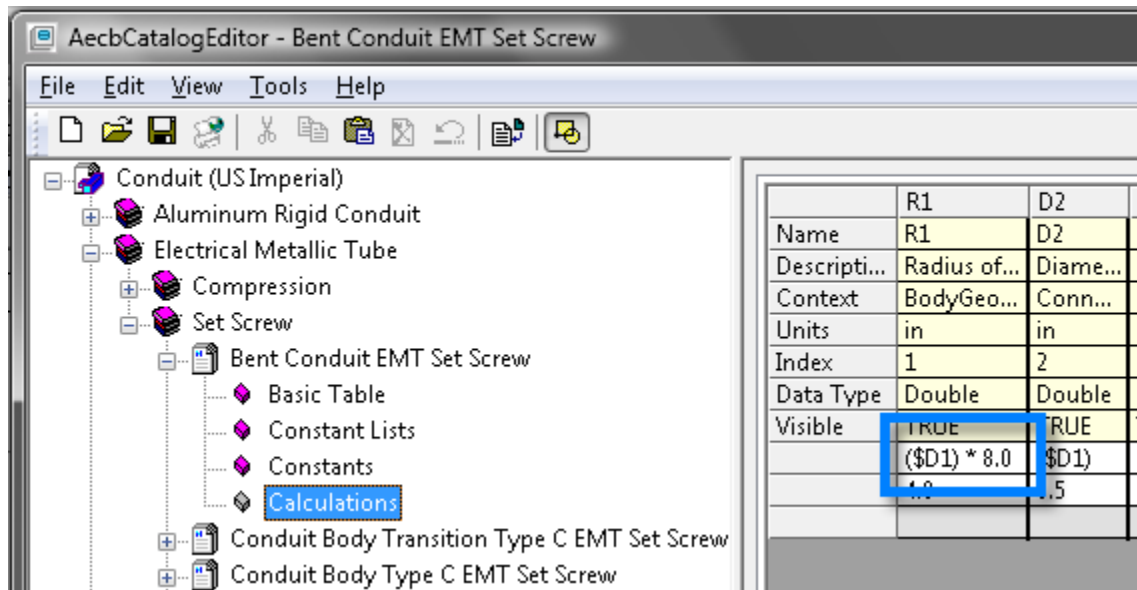 AecbCatalogEditor - Bent Conduit EMT Set Screw
File Edit View Tools Help
Conduit (US Imperial)
Aluminum Rigid Conduit
Electrical Metallic Tube
Compression
Set Screw
Bent Conduit EMT Set Screw
Basic Table
Constant Lists
Constants
Calculations
Conduit Body Transition Type C EMT Set Screw
Conduit Body Type C EMT Set Screw
R1 D2
Name R1 D2
Descripti... Radius of... Diame...
Context BodyGeo... Conn...
Units in in
Index 1 2
Data Type Double Double
Visible TRUE TRUE
($D1) * 8.0 ($D1)